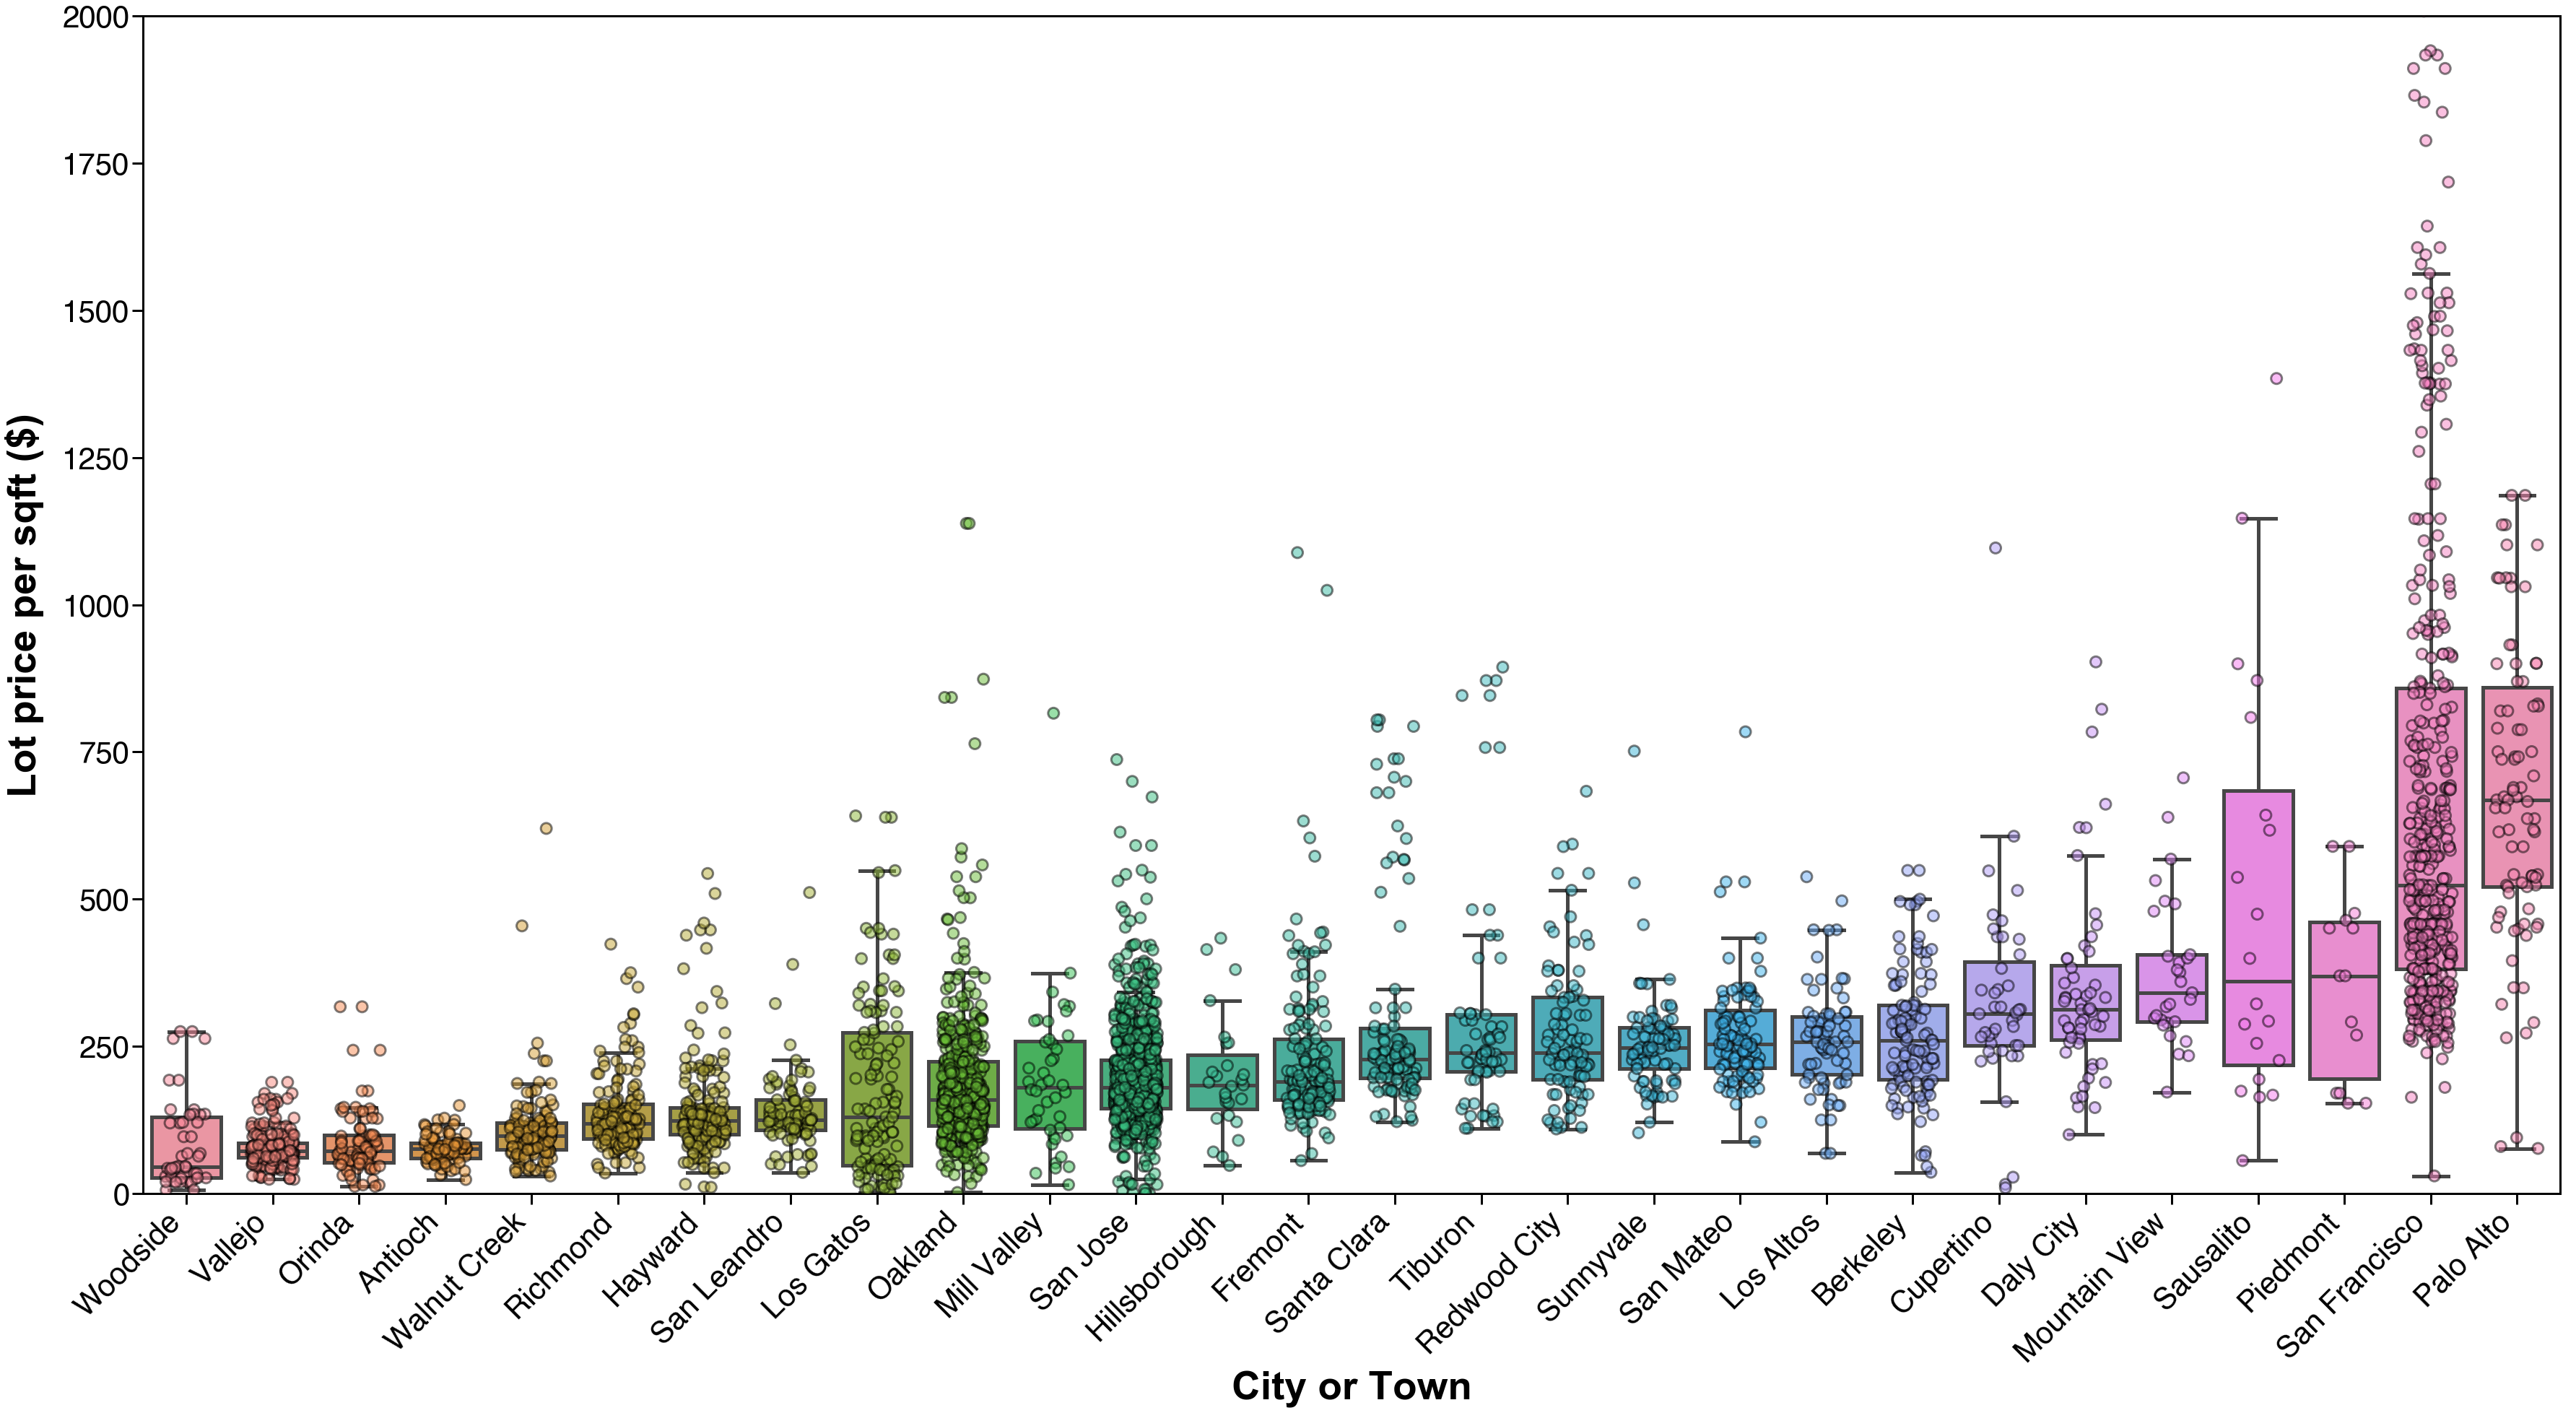 Lot price per sqft ($)
2000
1750
1500
1250
1000
750
500
250
0
Woodside
Vallejo
Orinda
Antioch
Walnut Creek
Richmond
Hayward
San Leandro
Los Gatos
Oakland
Mill Valley
San Jose
Hillsborough
Fremont
Santa Clara
Tiburon
Redwood City
Sunnyvale
San Mateo
Los Altos
Berkeley
Cupertino
Daly City
Mountain View
Sausalito
Piedmont
San Francisco
Palo Alto
City or Town